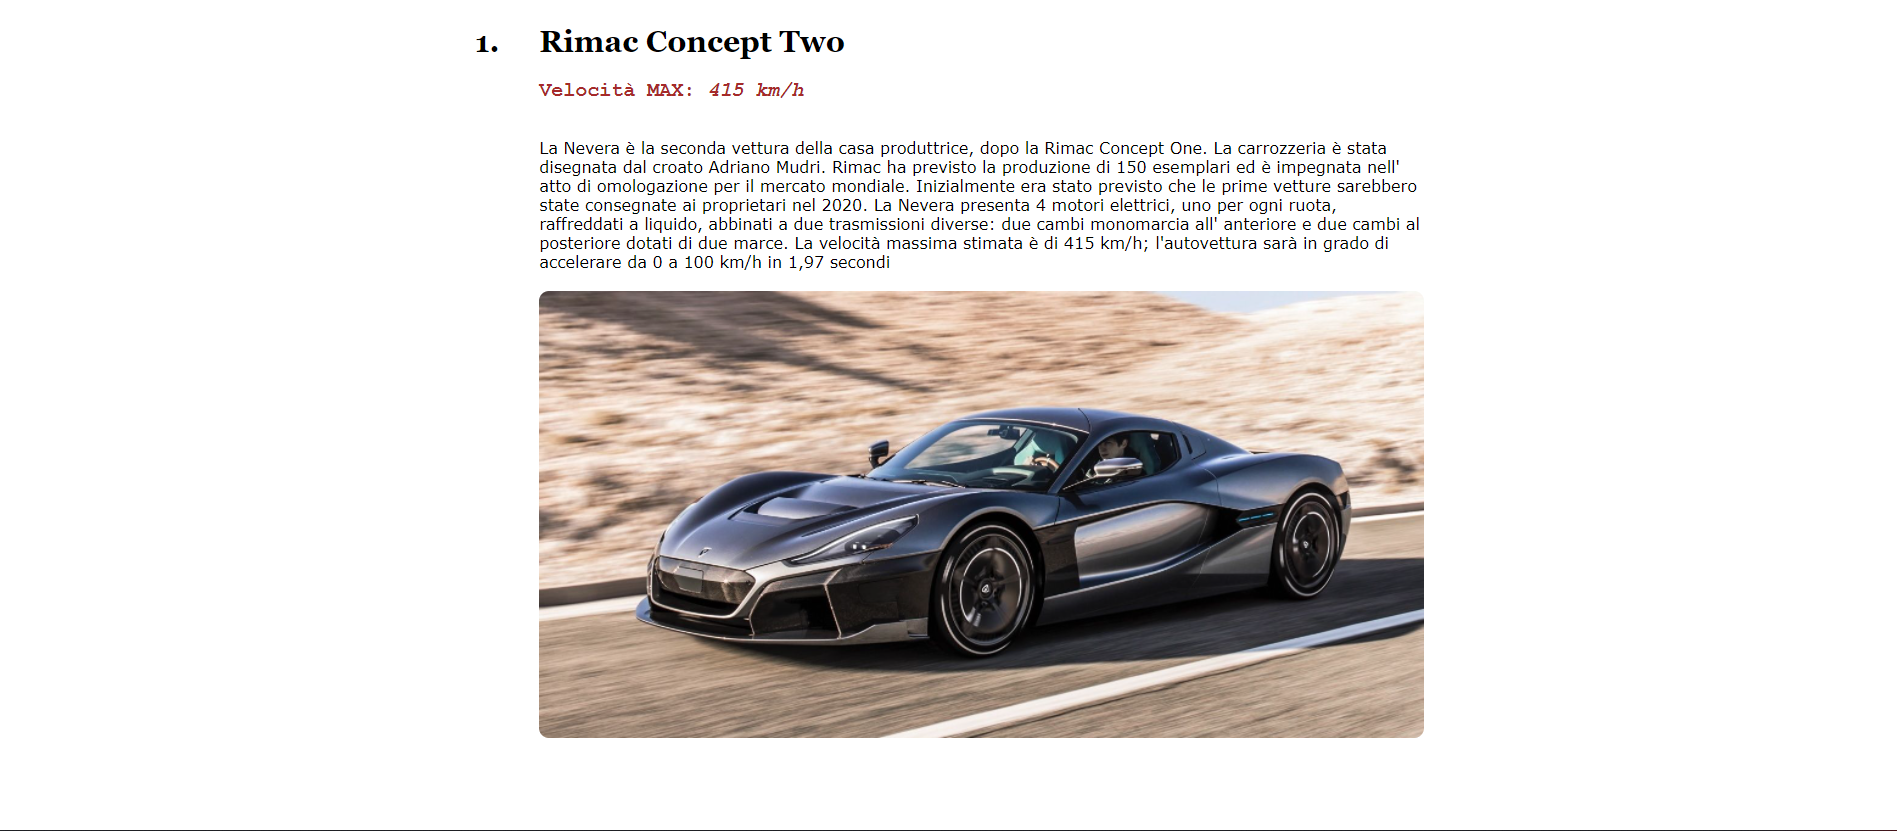 1. Rimac Concept Two
Velocità MAX: 415 km/h
La Nevera è la seconda vettura della casa produttrice, dopo la Rimac Concept One. La carrozzeria è stata
disegnata dal croato Adriano Mudri. Rimac ha previsto la produzione di 150 esemplari ed è impegnata nell'
atto di omologazione per il mercato mondiale. Inizialmente era stato previsto che le prime vetture sarebbero
state consegnate ai proprietari nel 2020. La Nevera presenta 4 motori elettrici, uno per ogni ruota,
raffreddati a liquido, abbinati a due trasmissioni diverse: due cambi monomarcia all' anteriore e due cambi al
posteriore dotati di due marce. La velocità massima stimata è di 415 km/h; l'autovettura sarà in grado di
accelerare da 0 a 100 km/h in 1,97 secondi